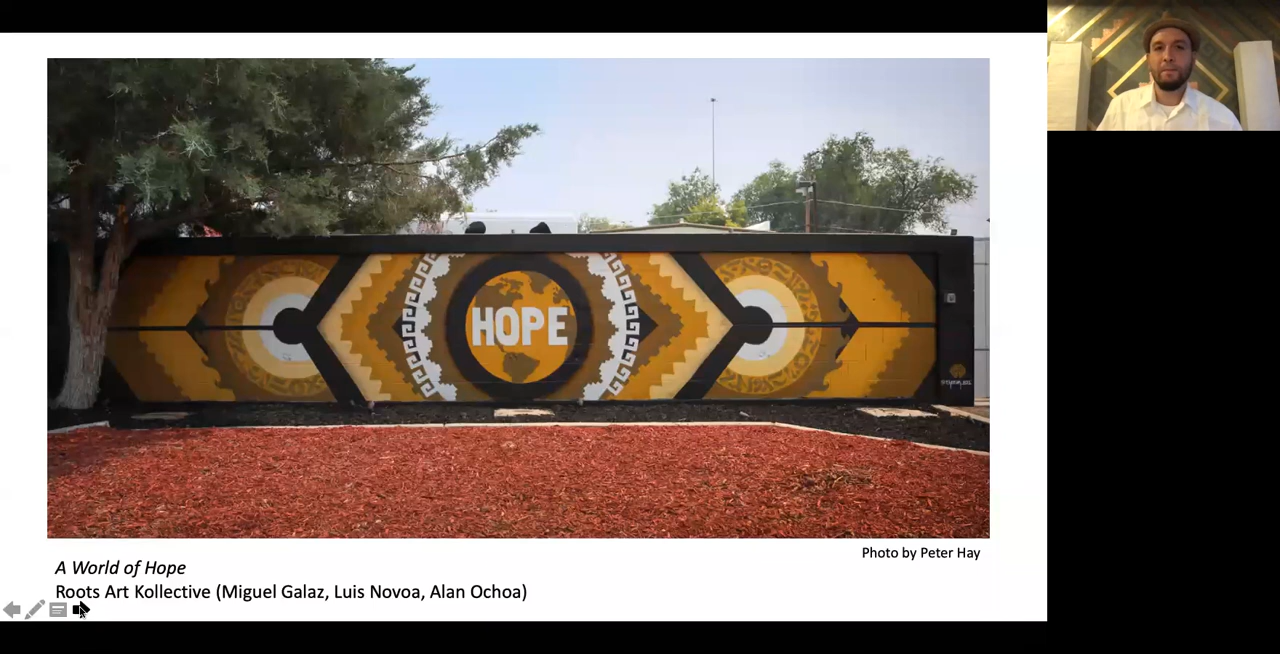 HOPE
Photo by Peter Hay
A World of Hope
Roots Art Kollective (Miguel Galaz, Luis Novoa, Alan Ochoa)